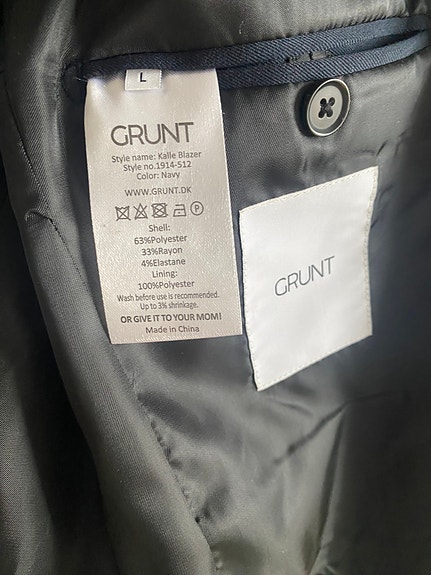 L
GRUNT
Style name: Kalle Blazer
Style no.1914-512
Color: Navy
WWW.GRUNT.DK
P
Shell:
63%Polyester
33%Rayon
4%Elastane
Lining:
100%Polyester
Wash before use is recommended.
Up to 3% shrinkage.
OR GIVE IT TO YOUR MOM!
Made in China
GRUNT